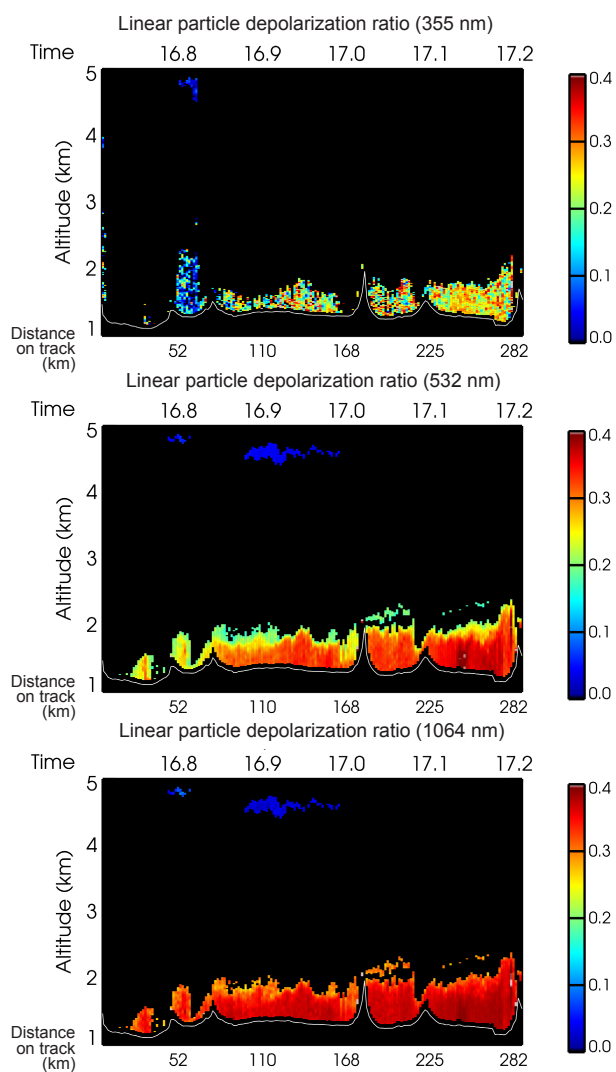 Linear particle depolarization ratio (355 nm)
Time 16.8 16.9 17.0 17.1 17.2
5
4
3
2
1
Altitude (km)
Distance
on track
(km)
52 110 168 225 282
0.4
0.3
0.2
0.1
0.0
Linear particle depolarization ratio (532 nm)
Time 16.8 16.9 17.0 17.1 17.2
5
4
3
2
1
Altitude (km)
Distance
on track
(km)
52 110 168 225 282
0.4
0.3
0.2
0.1
0.0
Linear particle depolarization ratio (1064 nm)
Time 16.8 16.9 17.0 17.1 17.2
5
4
3
2
1
Altitude (km)
Distance
on track
(km)
52 110 168 225 282
0.4
0.3
0.2
0.1
0.0